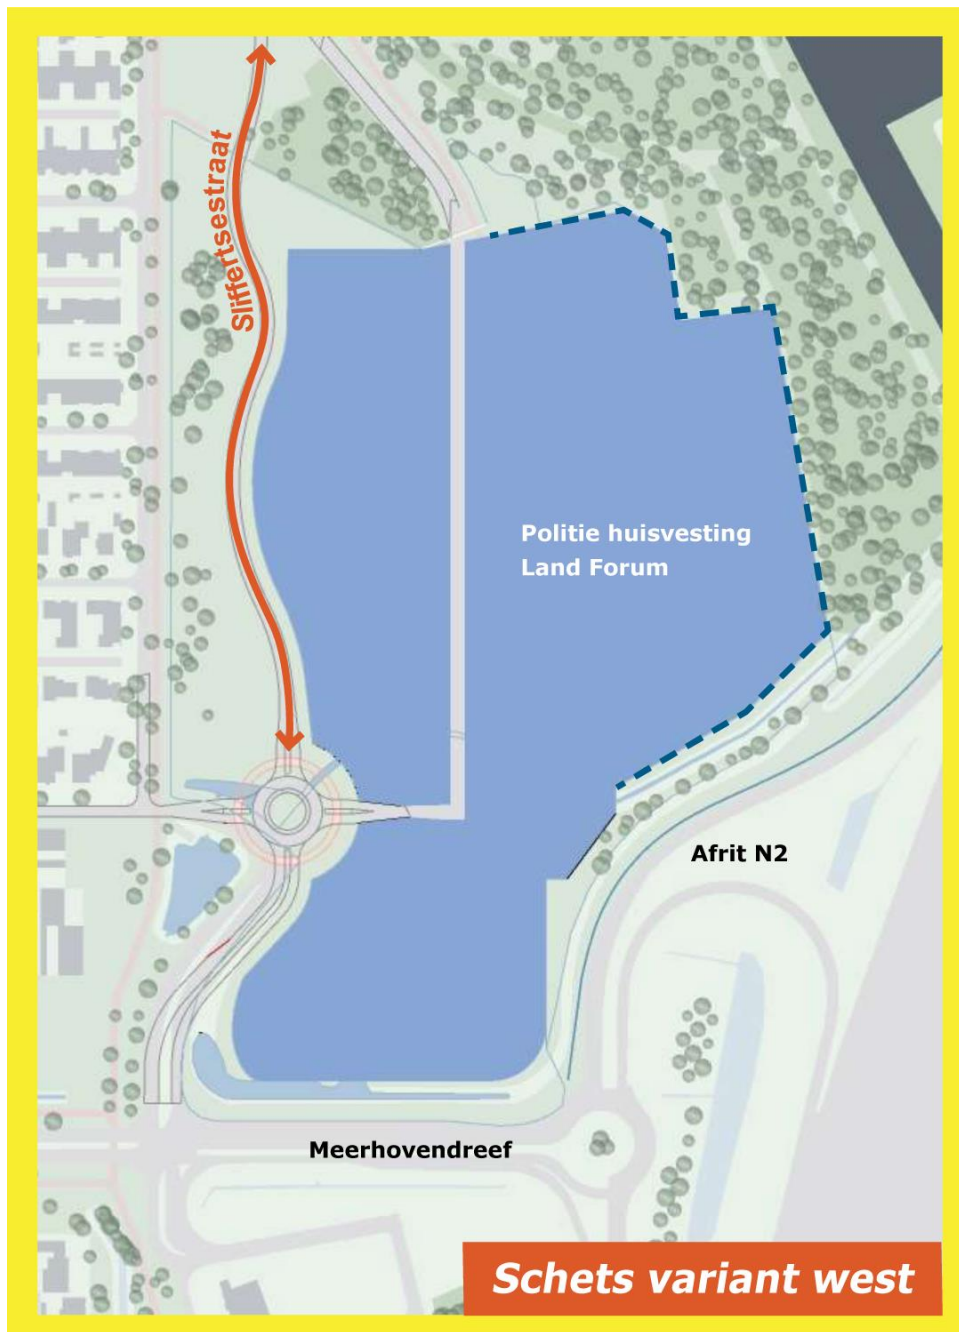 Sliffertsestraat
Politie huisvesting
Land Forum
Afrit N2
Meerhovendreef
Schets variant west